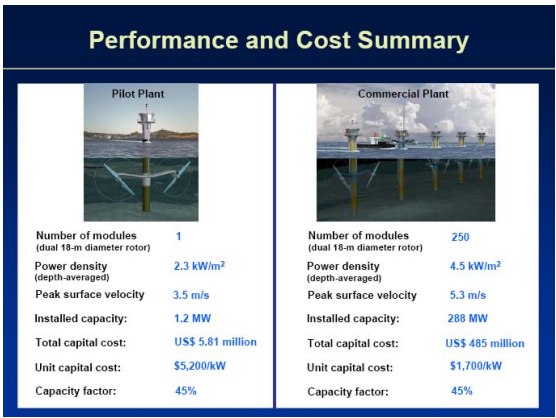 Performance and Cost Summary
Pilot Plant
Number of modules 1
(dual 18-m diameter rotor)
Power density 2.3 kW/m²
(depth-averaged)
Peak surface velocity 3.5 m/s
Installed capacity: 1.2 MW
Total capital cost: US$ 5.81 million
Unit capital cost: $5,200/kW
Capacity factor: 45%
Commercial Plant
Number of modules 250
(dual 18-m diameter rotor)
Power density 4.5 kW/m²
(depth-averaged)
Peak surface velocity 5.3 m/s
Installed capacity: 288 MW
Total capital cost: US$ 485 million
Unit capital cost: $1,700/kW
Capacity factor: 45%